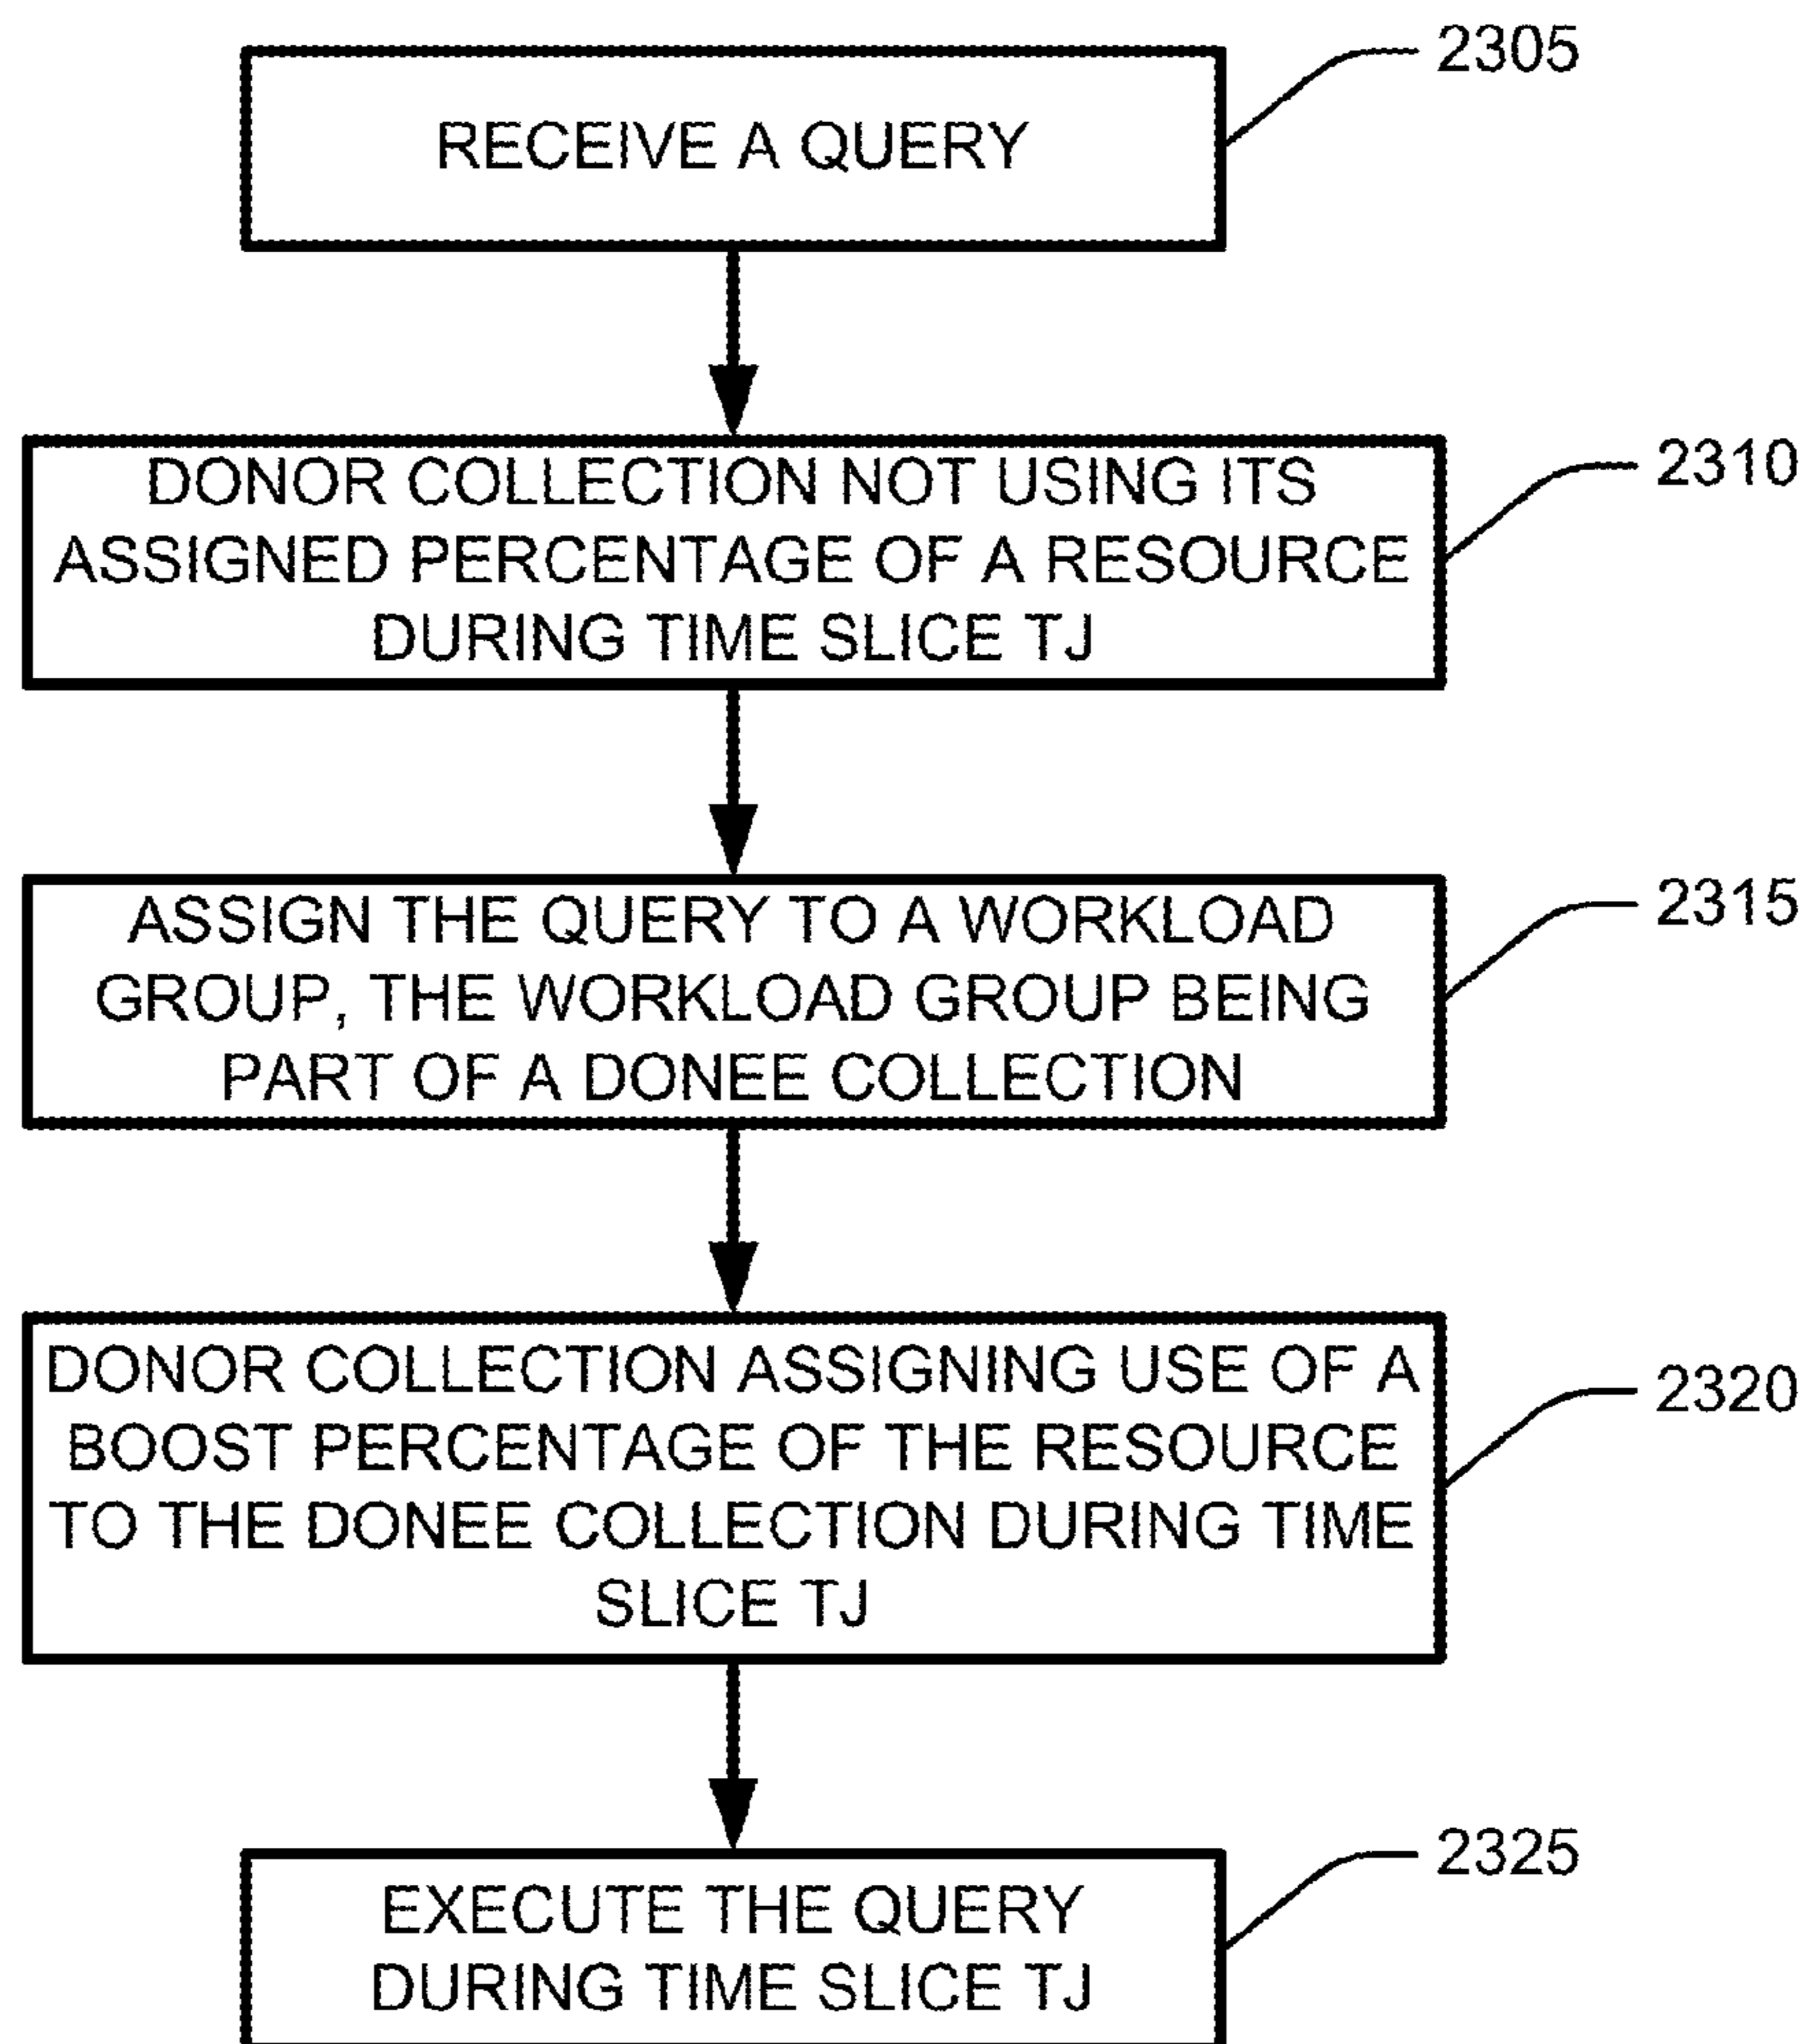 2305
RECEIVE A QUERY
2310
DONOR COLLECTION NOT USING ITS
ASSIGNED PERCENTAGE OF A RESOURCE
DURING TIME SLICE TJ
2315
ASSIGN THE QUERY TO A WORKLOAD
GROUP, THE WORKLOAD GROUP BEING
PART OF A DONEE COLLECTION
2320
DONOR COLLECTION ASSIGNING USE OF A
BOOST PERCENTAGE OF THE RESOURCE
TO THE DONEE COLLECTION DURING TIME
SLICE TJ
2325
EXECUTE THE QUERY
DURING TIME SLICE TJ